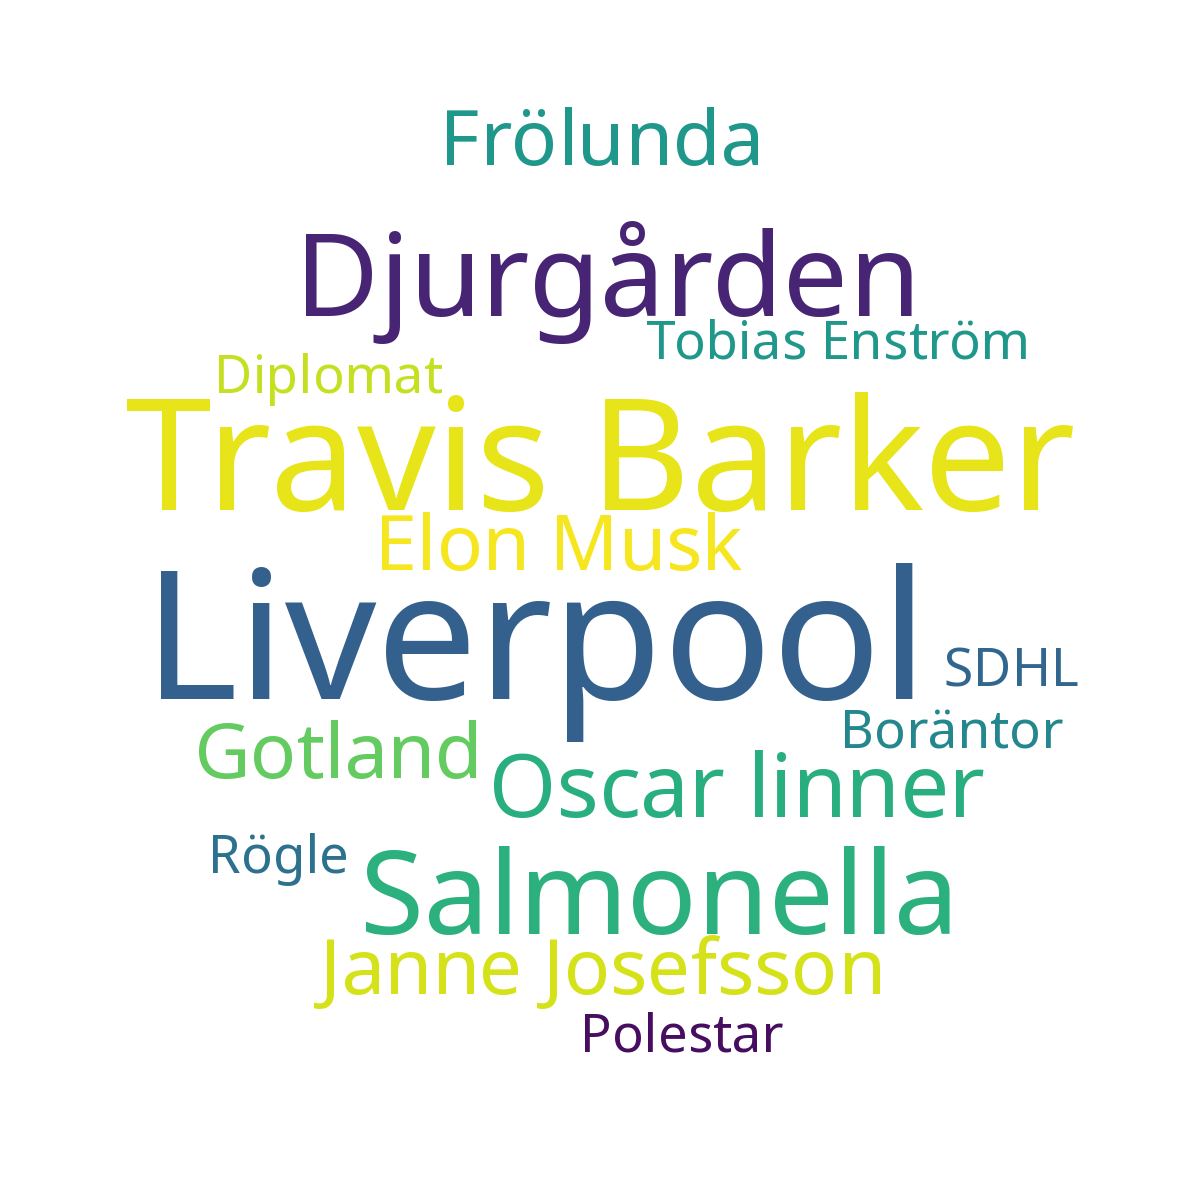 Frölunda
Djurgården
Tobias Enström
Diplomat
Travis Barker
Elon Musk
Liverpool
SDHL
Boräntor
Gotland
Oscar linner
Rögle
Salmonella
Janne Josefsson
Polestar